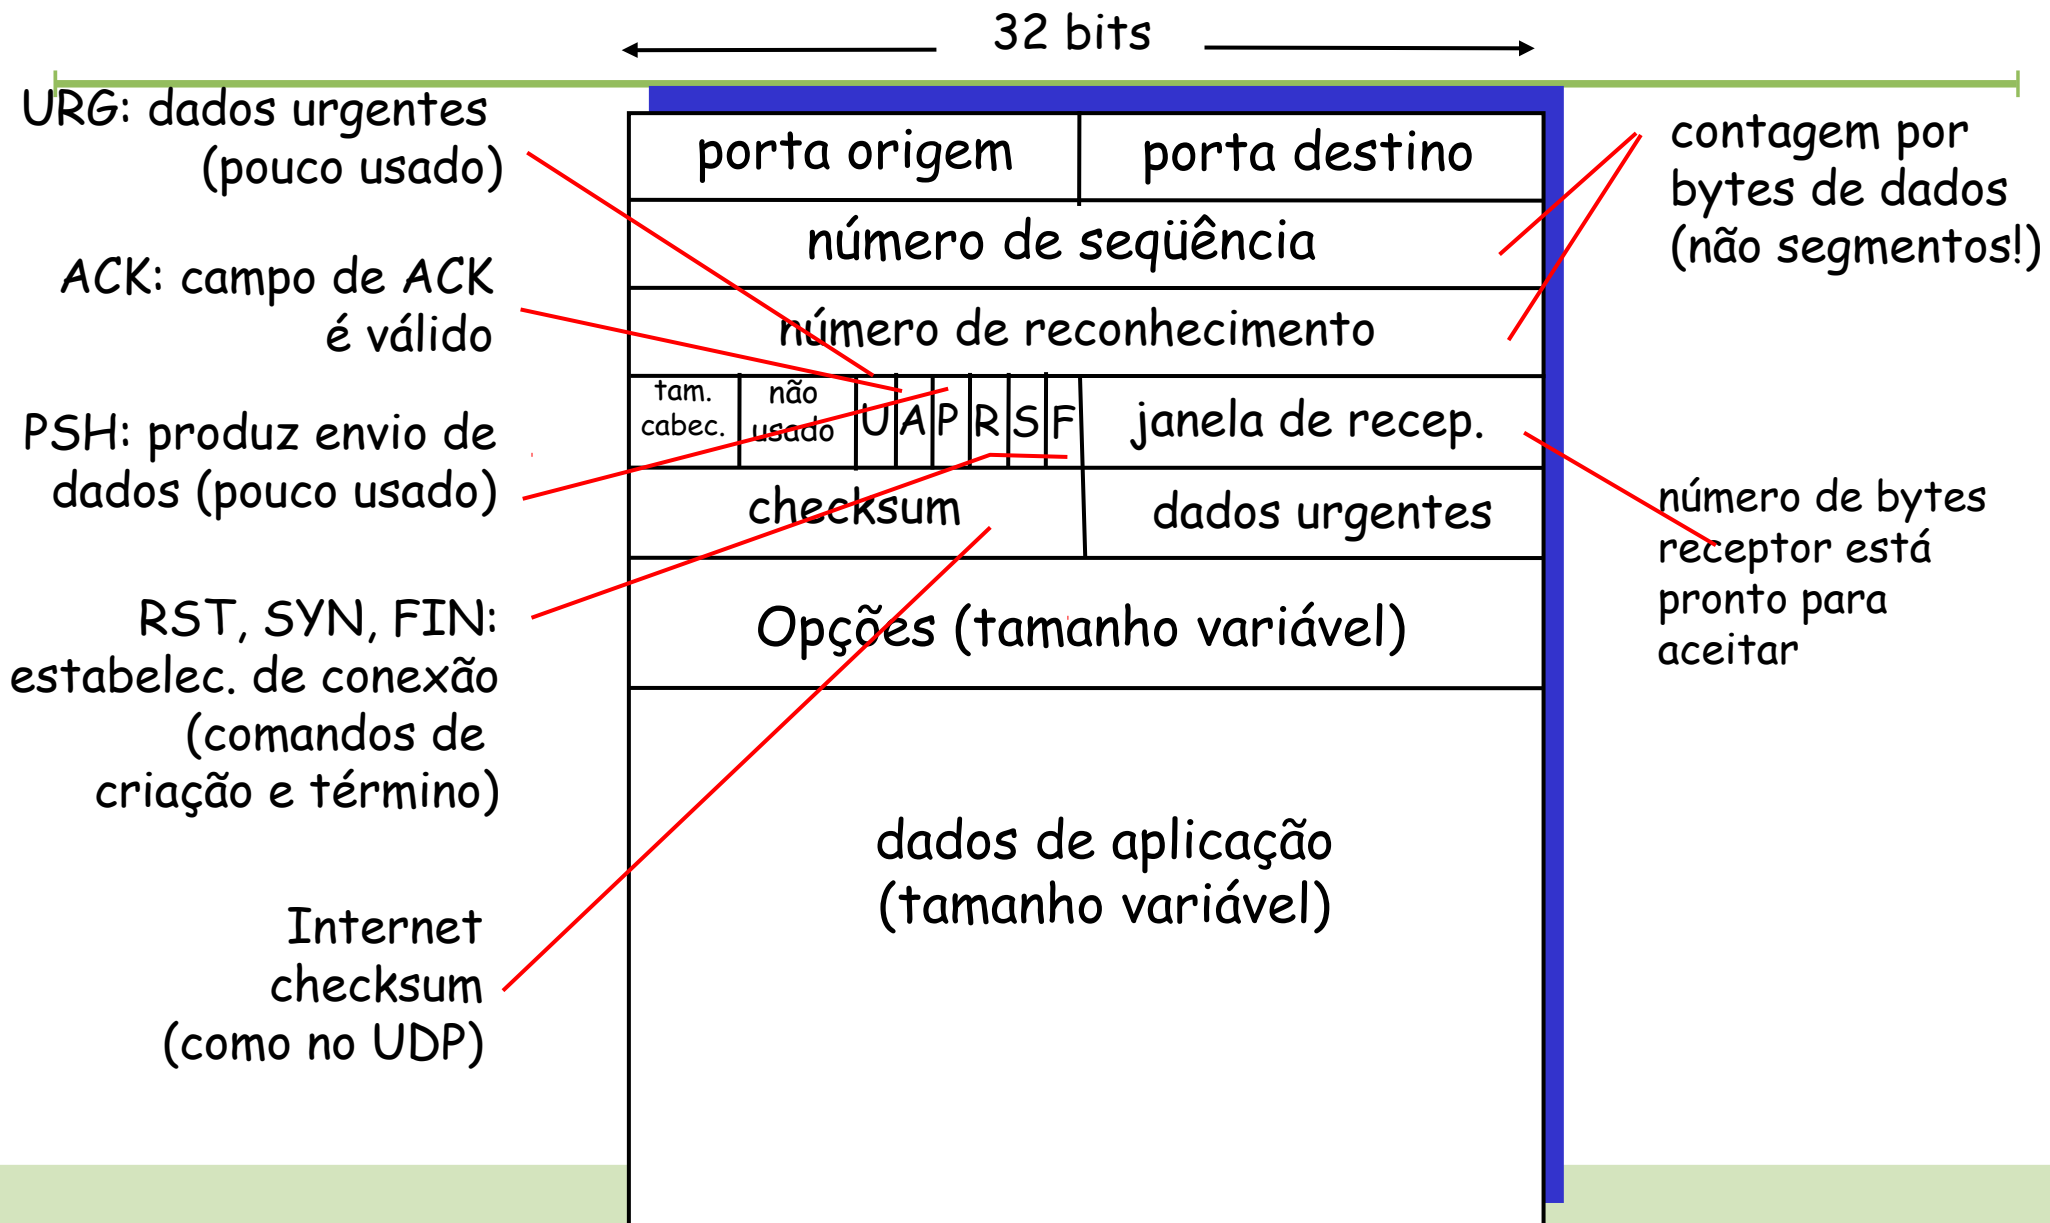 32 bits
URG: dados urgentes
(pouco usado)
ACK: campo de ACK
é válido
PSH: produz envio de
dados (pouco usado)
RST, SYN, FIN:
estabelec. de conexão
(comandos de
criação e término)
Internet
checksum
(como no UDP)
porta origem
porta destino
número de seqüência
número de reconhecimento
tam.
cabec.
não
usado
U A P R S F
janela de recep.
checksum
dados urgentes
Opções (tamanho variável)
dados de aplicação
(tamanho variável)
contagem por
bytes de dados
(não segmentos!)
número de bytes
receptor está
pronto para
aceitar